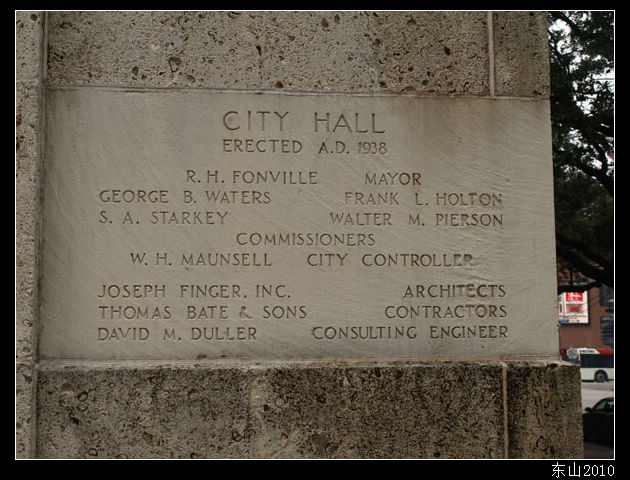 CITY HALL
ERECTED A.D. 1938
R. H. FONVILLE MAYOR
GEORGE B. WATERS FRANK L. HOLTON
S. A. STARKEY WALTER M. PIERSON
COMMISSIONERS
W. H. MAUNSELL CITY CONTROLLER
JOSEPH FINGER, INC. ARCHITECTS
THOMAS BATE & SONS CONTRACTORS
DAVID M. DULLER CONSULTING ENGINEER
东山2010